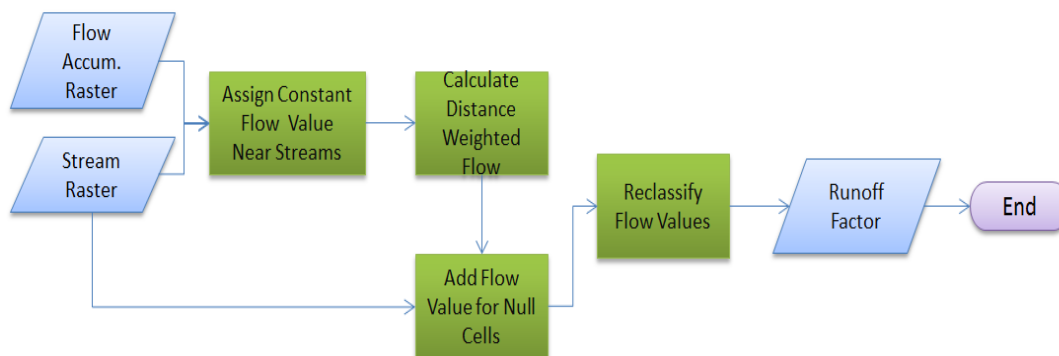 Flow
Accum.
Raster
Stream
Raster
Assign Constant
Flow Value
Near Streams
Calculate
Distance
Weighted
Flow
Add Flow
Value for Null
Cells
Reclassify
Flow Values
Runoff
Factor
End